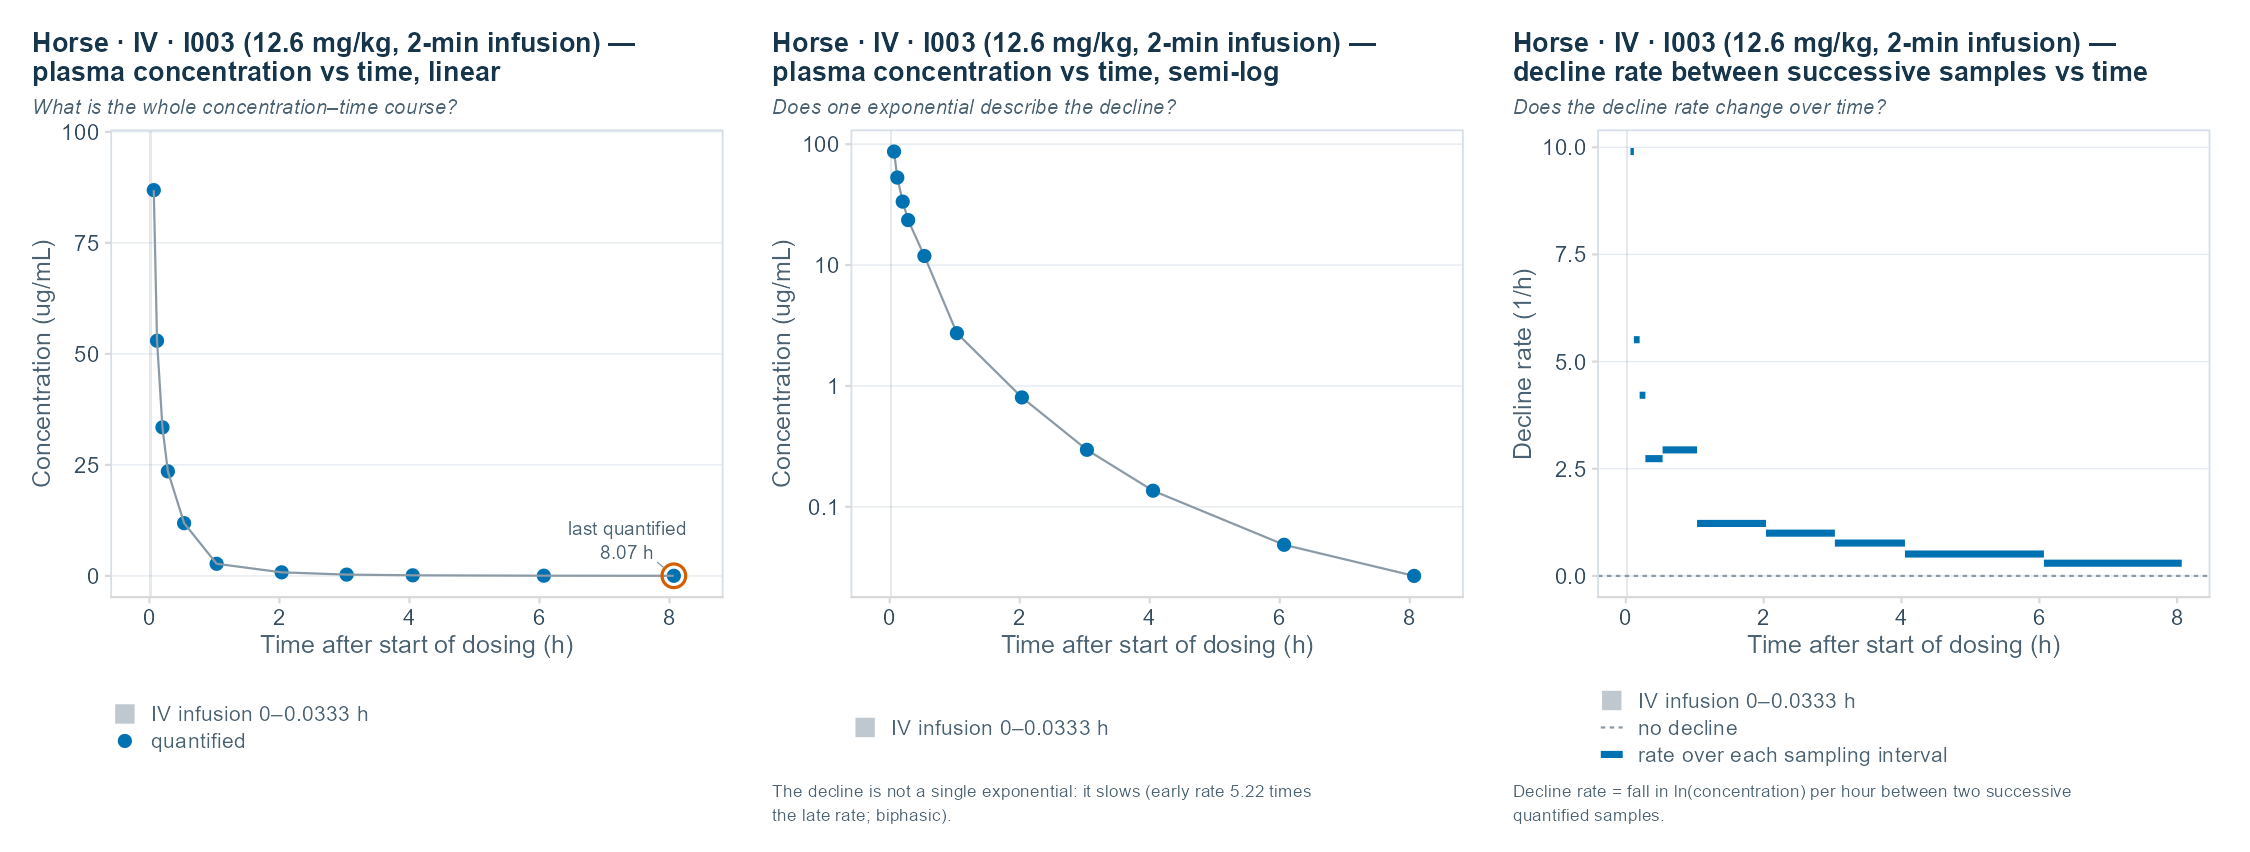 Horse · IV · I003 (12.6 mg/kg, 2-min infusion) —
plasma concentration vs time, linear
What is the whole concentration–time course?
100
75
50
25
0
Concentration (ug/mL)
last quantified
8.07 h
0 2 4 6 8
Time after start of dosing (h)
IV infusion 0–0.0333 h
quantified
Horse · IV · I003 (12.6 mg/kg, 2-min infusion) —
plasma concentration vs time, semi-log
Does one exponential describe the decline?
100
10
1
0.1
Concentration (ug/mL)
0 2 4 6 8
Time after start of dosing (h)
IV infusion 0–0.0333 h
The decline is not a single exponential: it slows (early rate 5.22 times
the late rate; biphasic).
Horse · IV · I003 (12.6 mg/kg, 2-min infusion) —
decline rate between successive samples vs time
Does the decline rate change over time?
10.0
7.5
5.0
2.5
0.0
Decline rate (1/h)
0 2 4 6 8
Time after start of dosing (h)
IV infusion 0–0.0333 h
no decline
rate over each sampling interval
Decline rate = fall in ln(concentration) per hour between two successive
quantified samples.